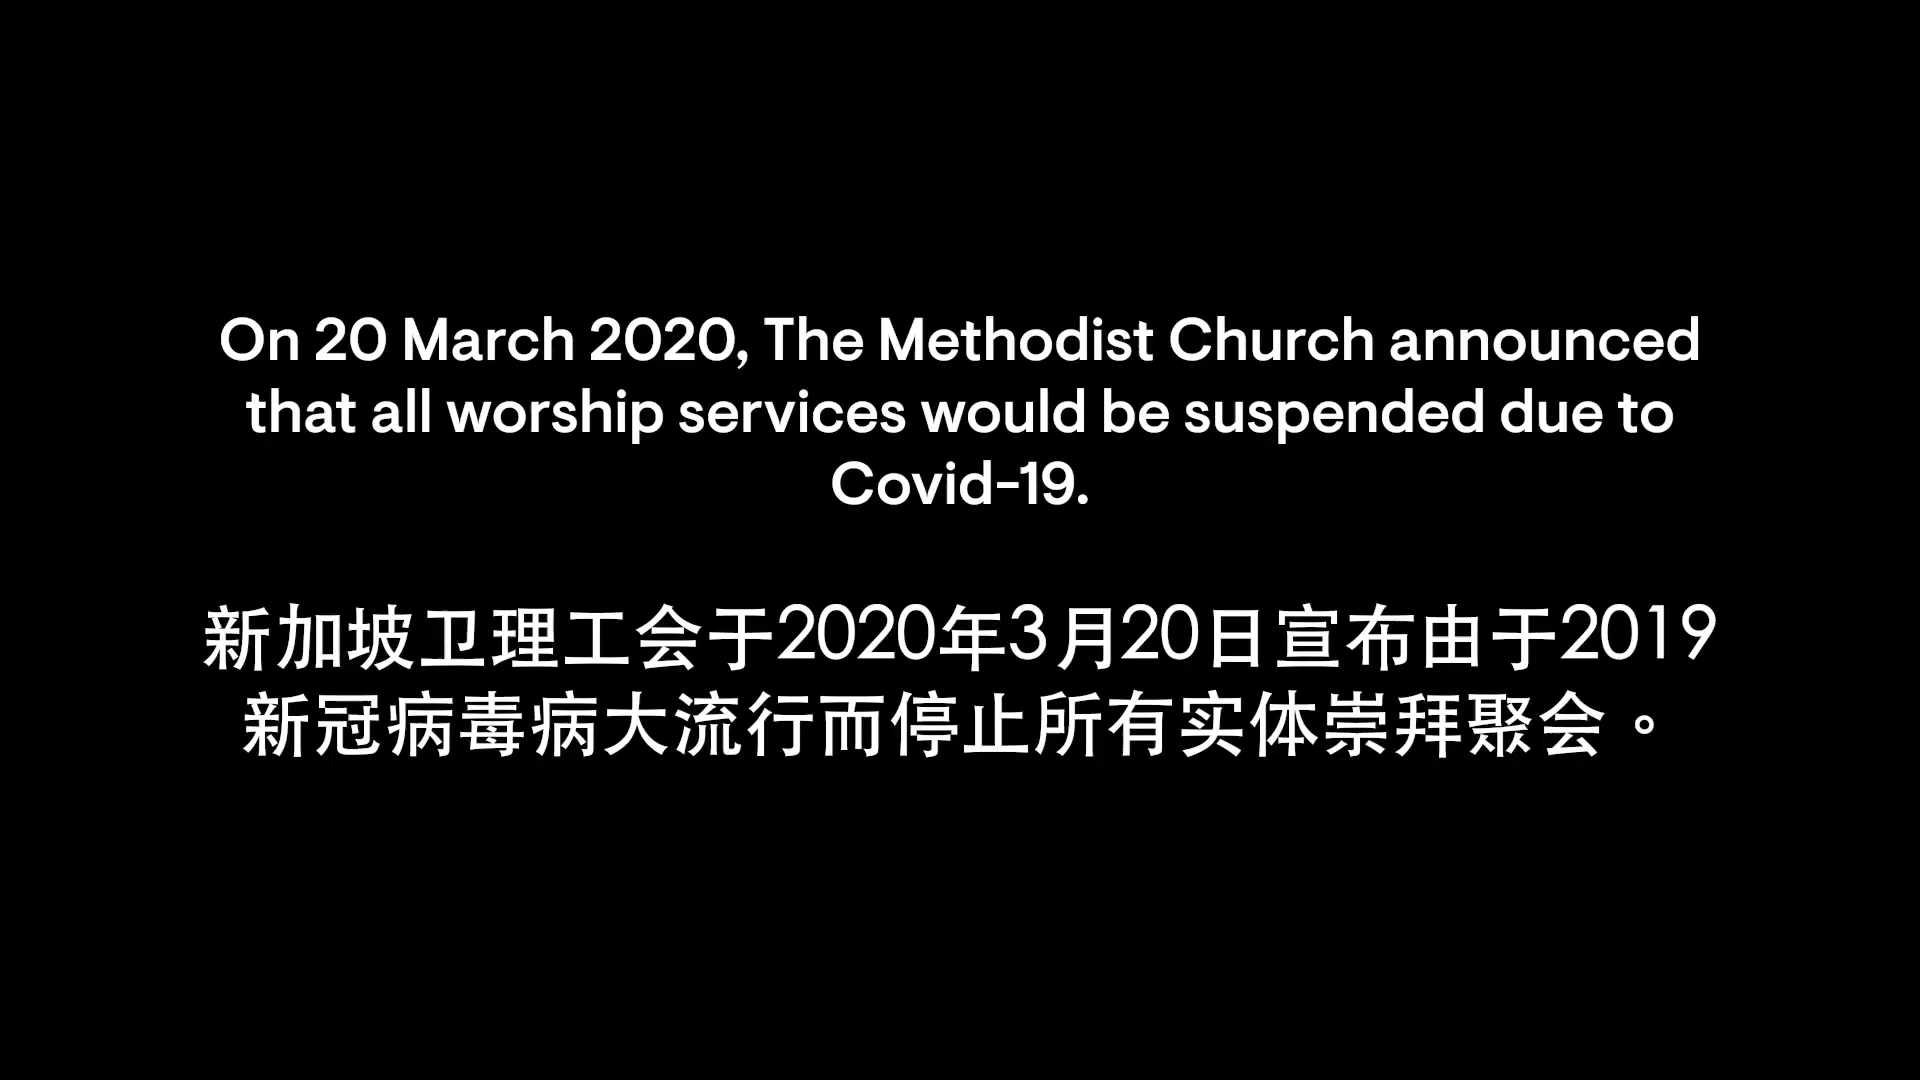 On 20 March 2020, The Methodist Church announced
that all worship services would be suspended due to
Covid-19.
新加坡卫理工会于2020年3月20日宣布由于2019
新冠病毒病大流行而停止所有实体崇拜聚会。